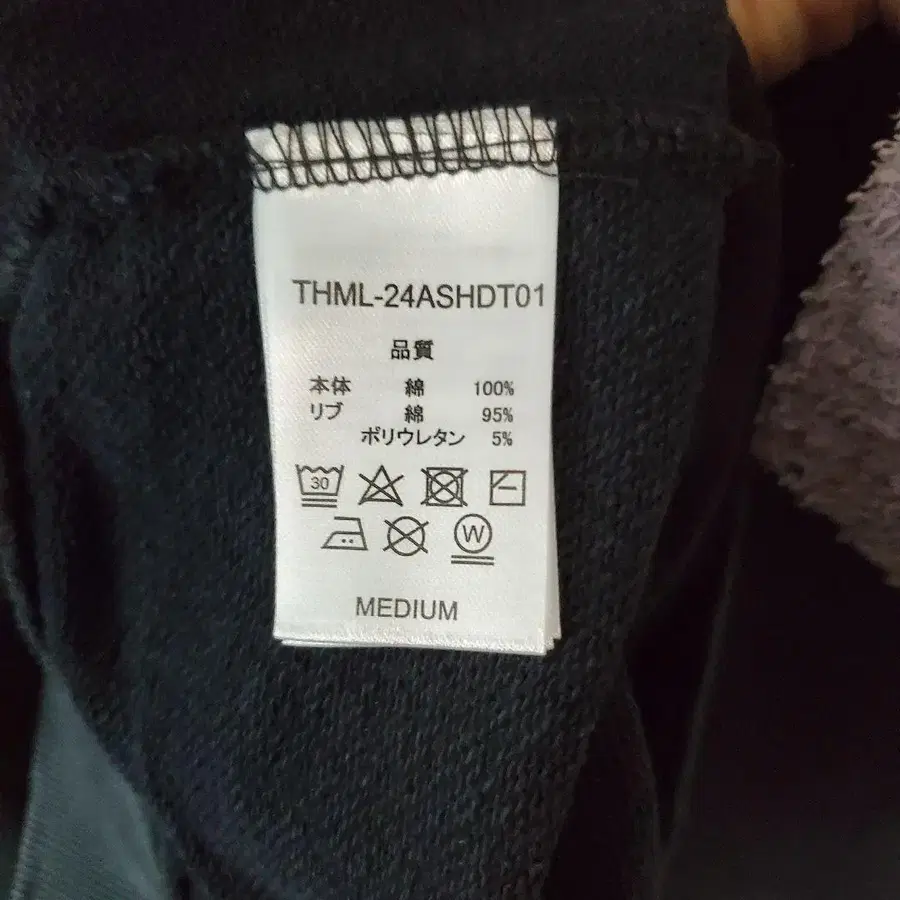 THML-24ASHDT01
品質
本体 綿 100%
リブ 綿 95%
ポリウレタン 5%
30
W
MEDIUM